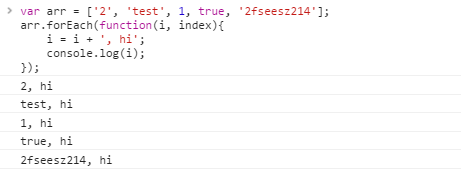 var arr = ['2', 'test', 1, true, '2fseesz214'];
arr.forEach(function(i, index){
    i = i + ', hi';
    console.log(i);
});
2, hi
test, hi
1, hi
true, hi
2fseesz214, hi